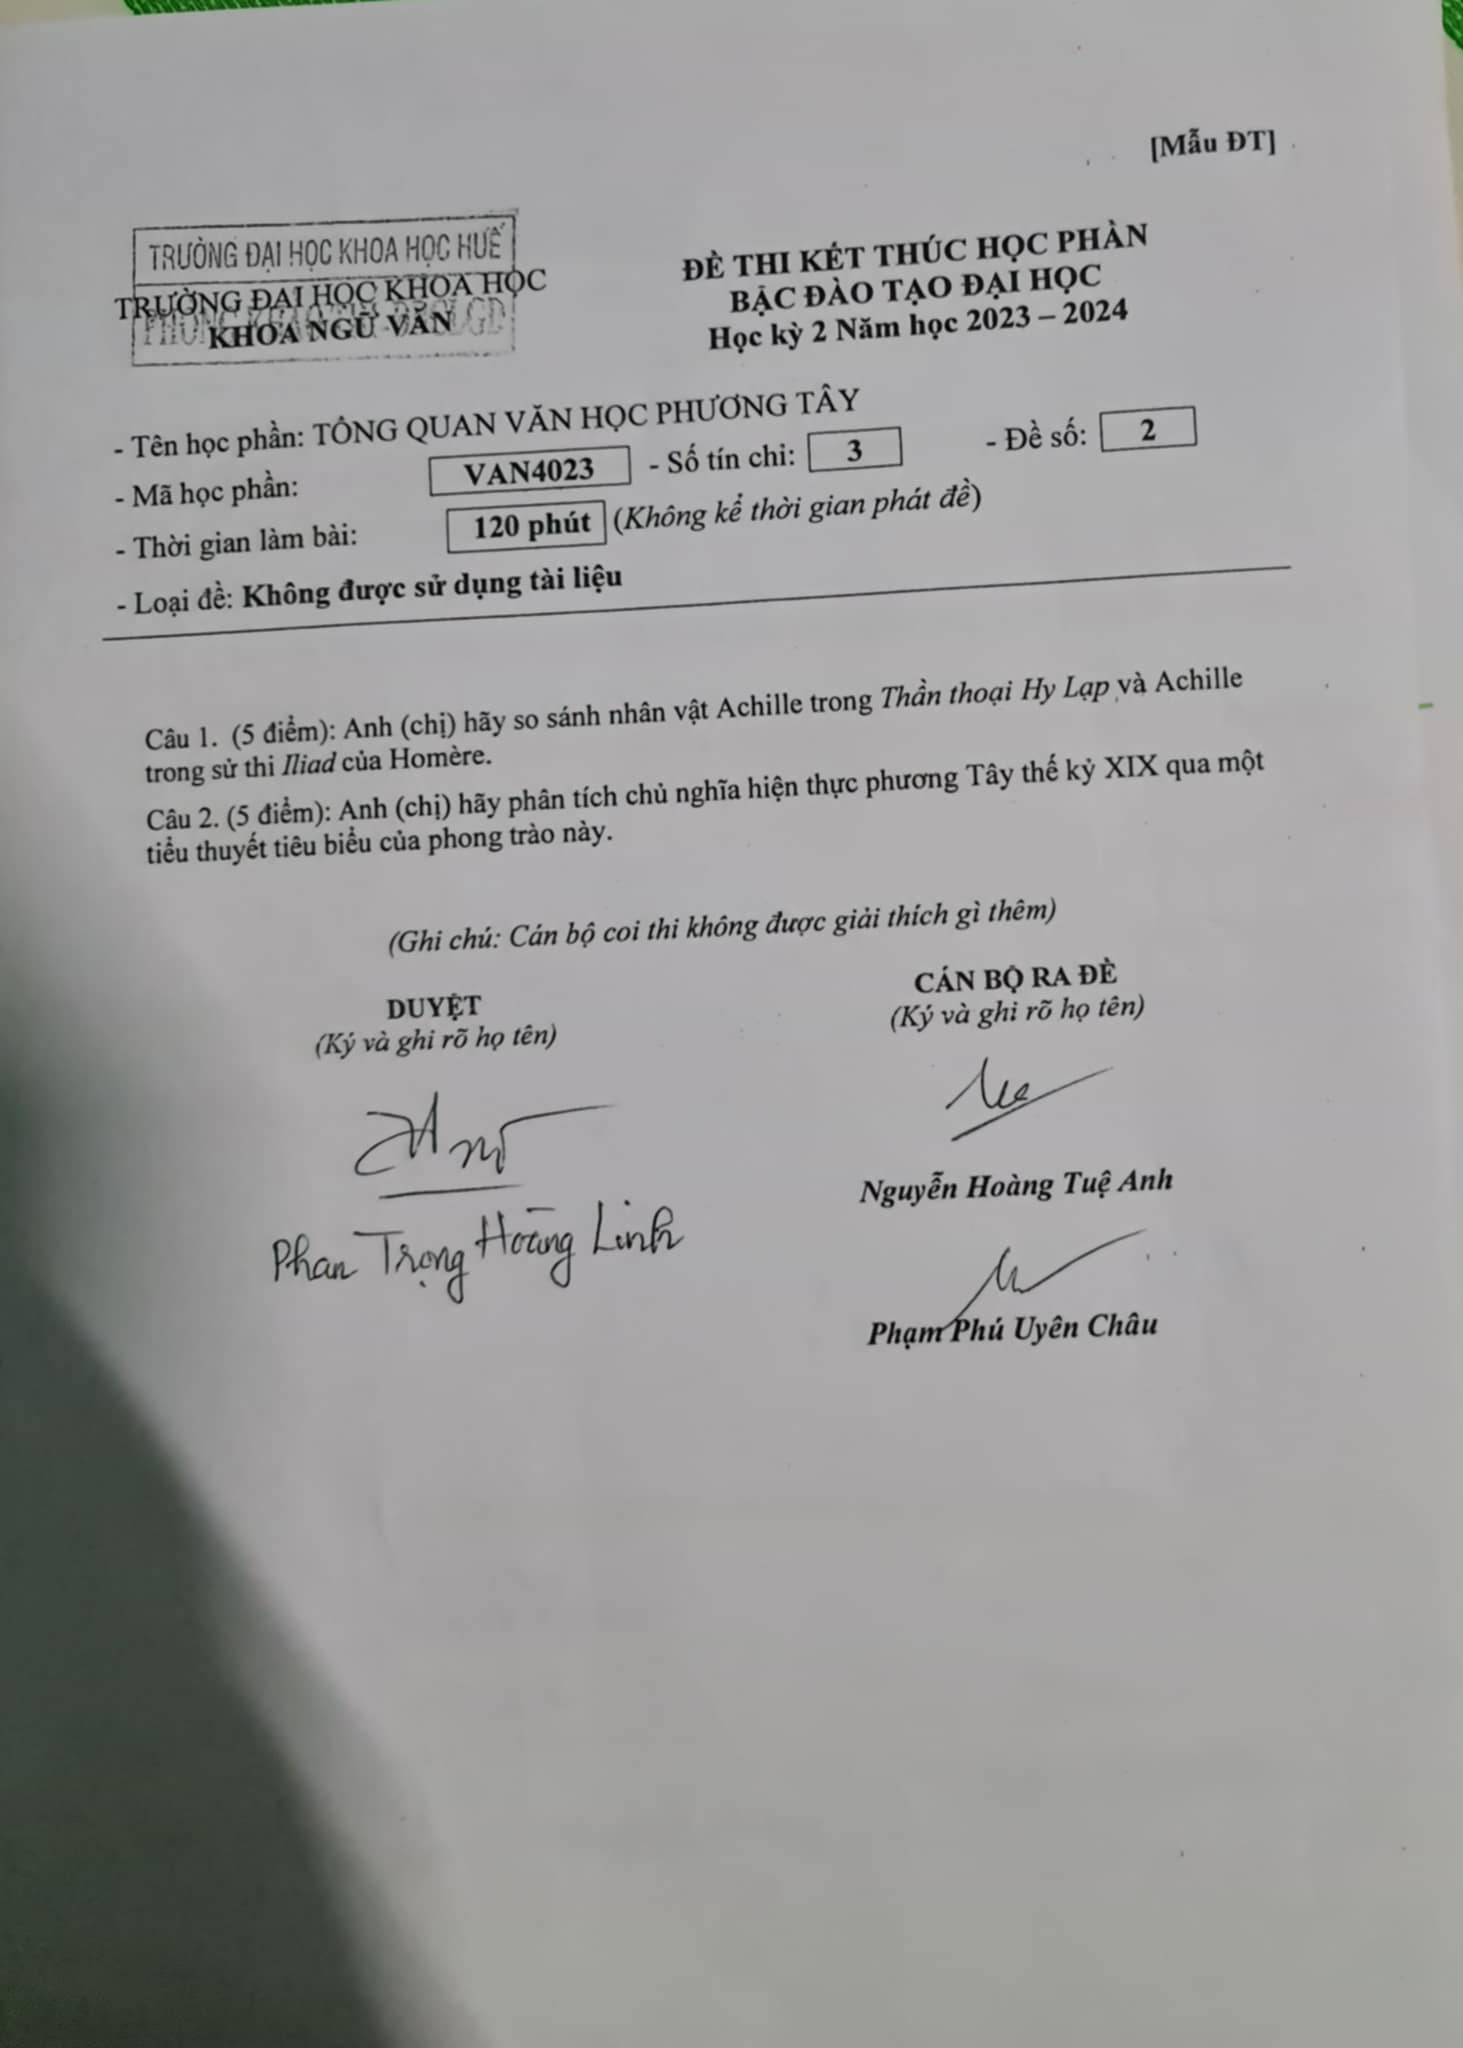 [Mẫu ĐT]
TRƯỜNG ĐẠI HỌC KHOA HỌC HUẾ
TRƯỜNG ĐẠI HỌC KHOA HỌC
KHOA NGỮ VĂN
ĐỀ THI KẾT THÚC HỌC PHẦN
BẬC ĐÀO TẠO ĐẠI HỌC
Học kỳ 2 Năm học 2023 – 2024
- Tên học phần: TỔNG QUAN VĂN HỌC PHƯƠNG TÂY
- Mã học phần: VAN4023 - Số tín chỉ: 3 - Đề số: 2
- Thời gian làm bài: 120 phút (Không kể thời gian phát đề)
- Loại đề: Không được sử dụng tài liệu
Câu 1. (5 điểm): Anh (chị) hãy so sánh nhân vật Achille trong Thần thoại Hy Lạp và Achille
trong sử thi Iliad của Homère.
Câu 2. (5 điểm): Anh (chị) hãy phân tích chủ nghĩa hiện thực phương Tây thế kỷ XIX qua một
tiểu thuyết tiêu biểu của phong trào này.
(Ghi chú: Cán bộ coi thi không được giải thích gì thêm)
DUYỆT
(Ký và ghi rõ họ tên)
Phan Trọng Hoàng Linh
CÁN BỘ RA ĐỀ
(Ký và ghi rõ họ tên)
Nguyễn Hoàng Tuệ Anh
Phạm Phú Uyên Châu